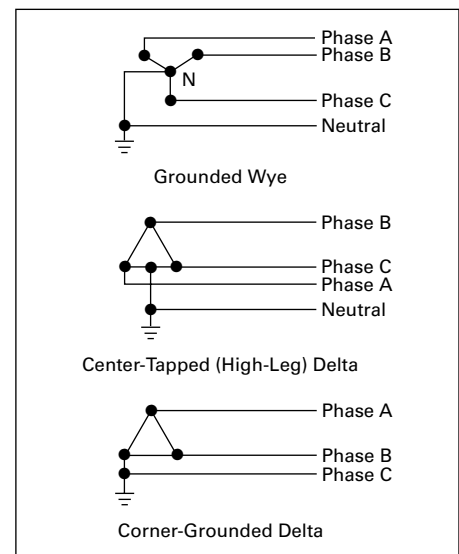 Phase A
Phase B
N
Phase C
Neutral
Grounded Wye
Phase B
Phase C
Phase A
Neutral
Center-Tapped (High-Leg) Delta
Phase A
Phase B
Phase C
Corner-Grounded Delta